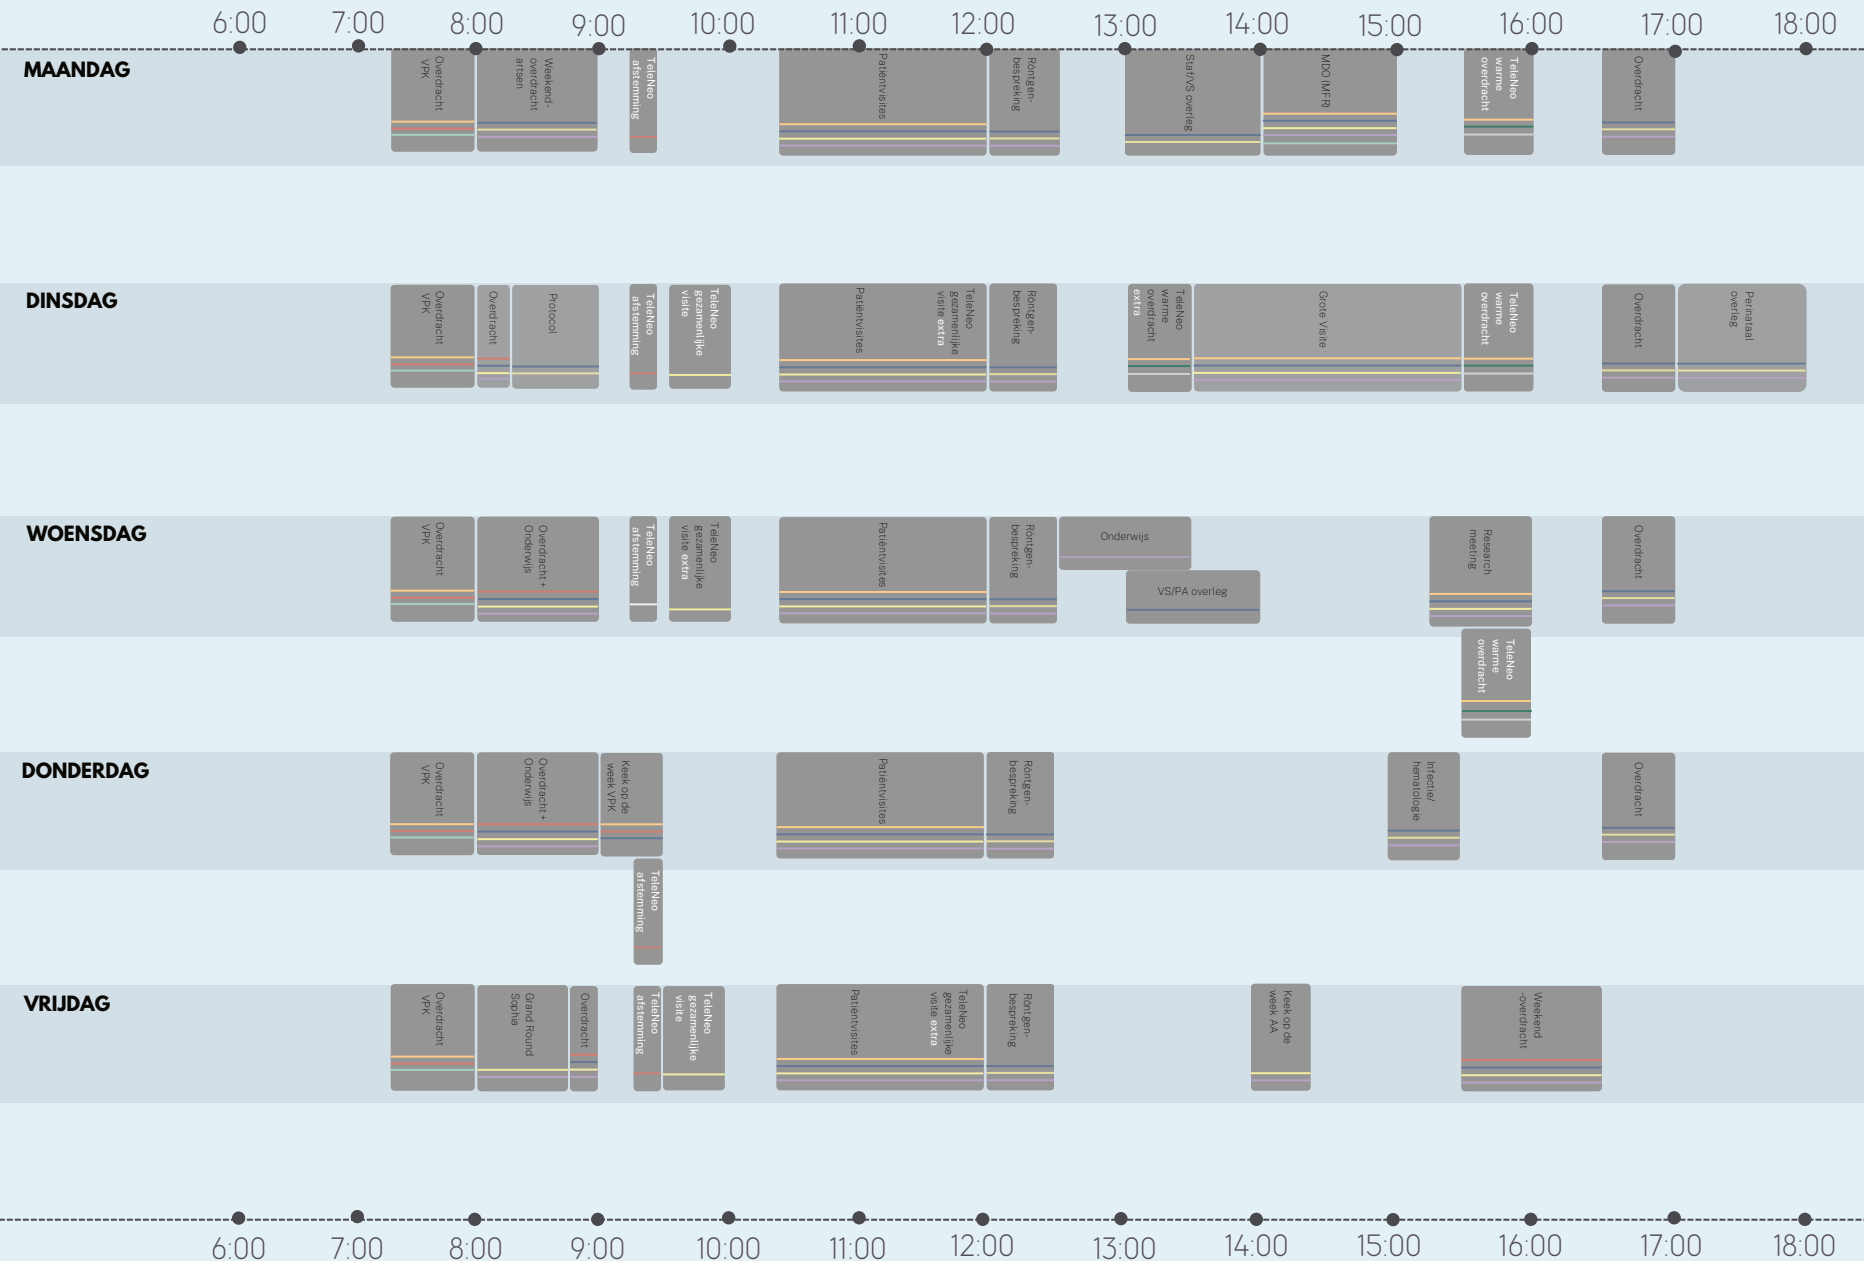 6:00 7:00 8:00 9:00 10:00 11:00 12:00 13:00 14:00 15:00 16:00 17:00 18:00
MAANDAG
Overdracht
VPK
Weekend-
overdracht
artsen
TeleNeo
afstemming
Patiëntvisites
Röntgen-
bespreking
Staf/VS overleg
MDO (MFR)
TeleNeo
warme
overdracht
Overdracht
DINSDAG
Overdracht
VPK
Overdracht
Protocol
TeleNeo
afstemming
TeleNeo
gezamenlijke
visite
Patiëntvisites
TeleNeo
gezamenlijke
visite extra
Röntgen-
bespreking
TeleNeo
warme
overdracht
extra
Grote Visite
TeleNeo
warme
overdracht
Overdracht
Perinataal
overleg
WOENSDAG
Overdracht
VPK
Overdracht +
Onderwijs
TeleNeo
afstemming
TeleNeo
gezamenlijke
visite extra
Patiëntvisites
Röntgen-
bespreking
Onderwijs
VS/PA overleg
Research
meeting
TeleNeo
warme
overdracht
Overdracht
DONDERDAG
Overdracht
VPK
Overdracht +
Onderwijs
Keek op de
week VPK
TeleNeo
afstemming
Patiëntvisites
Röntgen-
bespreking
Infectie/
hematologie
Overdracht
VRIJDAG
Overdracht
VPK
Grand Round
Sophia
Overdracht
TeleNeo
afstemming
TeleNeo
gezamenlijke
visite
Patiëntvisites
TeleNeo
gezamenlijke
visite extra
Röntgen-
bespreking
Keek op de
week AA
Weekend
-overdracht
6:00 7:00 8:00 9:00 10:00 11:00 12:00 13:00 14:00 15:00 16:00 17:00 18:00